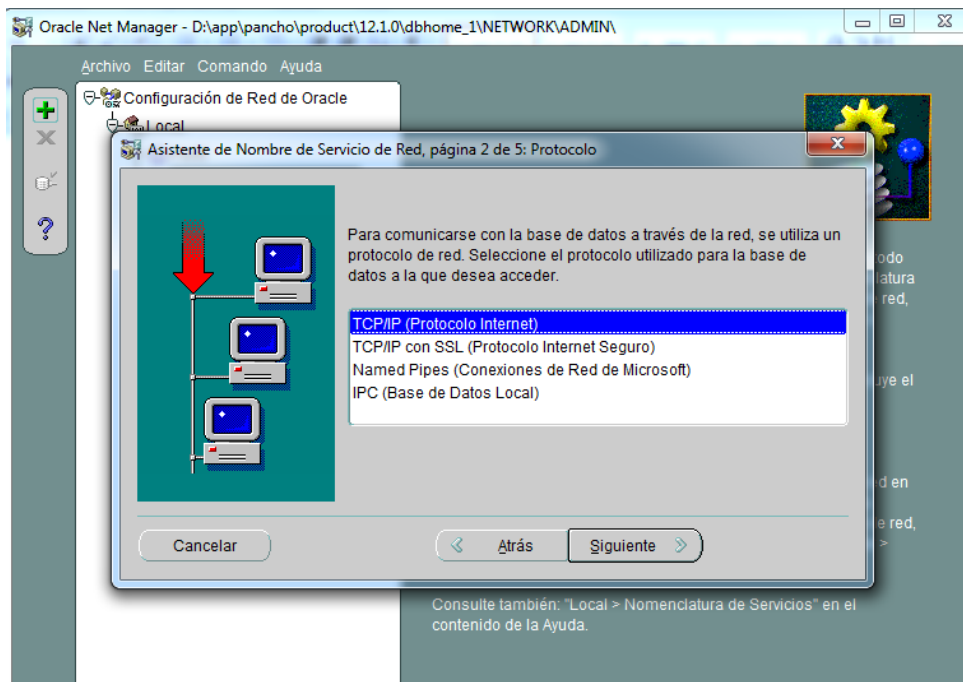 Oracle Net Manager - D:\app\pancho\product\12.1.0\dbhome_1\NETWORK\ADMIN\
Archivo Editar Comando Ayuda
Configuración de Red de Oracle
Local
Asistente de Nombre de Servicio de Red, página 2 de 5: Protocolo
Para comunicarse con la base de datos a través de la red, se utiliza un
protocolo de red. Seleccione el protocolo utilizado para la base de
datos a la que desea acceder.
TCP/IP (Protocolo Internet)
TCP/IP con SSL (Protocolo Internet Seguro)
Named Pipes (Conexiones de Red de Microsoft)
IPC (Base de Datos Local)
Cancelar
Atrás
Siguiente
red,
d en
e red,
>
Consulte también: "Local > Nomenclatura de Servicios" en el
contenido de la Ayuda.